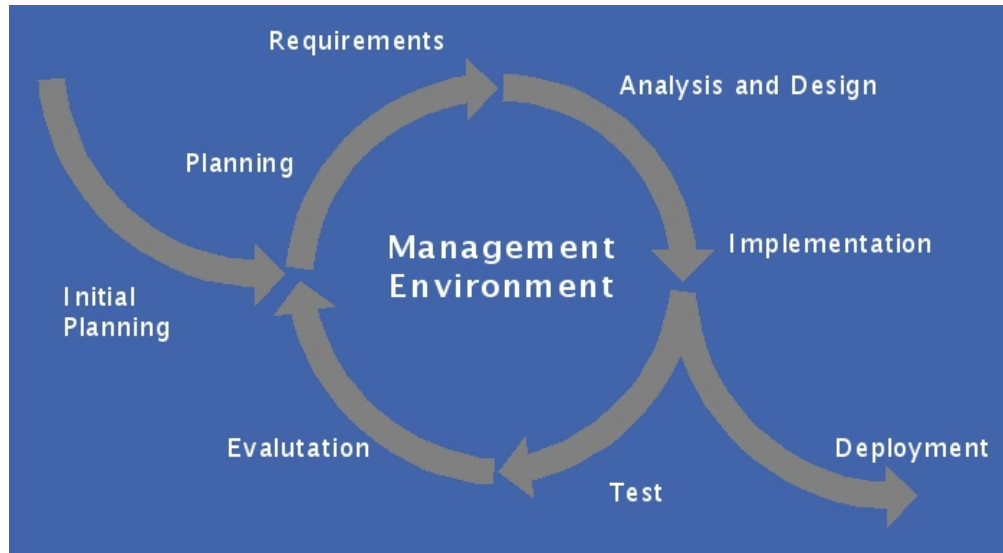 Requirements
Analysis and Design
Planning
Management
Environment
Implementation
Initial
Planning
Evalutation
Deployment
Test